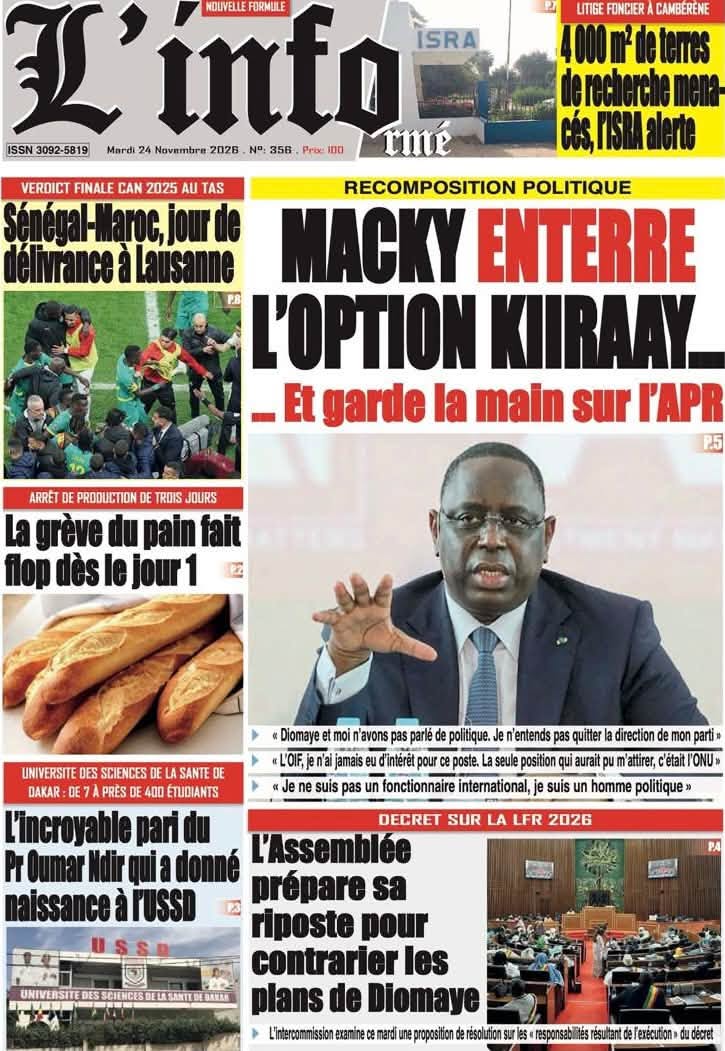 NOUVELLE FORMULE
L'info
rmé
ISSN 3092-5819
Mardi 24 Novembre 2026 . N°: 356 . Prix: 100
ISRA
P.7
LITIGE FONCIER À CAMBÉRÈNE
4 000 m² de terres
de recherche mena-
cés, l'ISRA alerte
VERDICT FINALE CAN 2025 AU TAS
Sénégal-Maroc, jour de
délivrance à Lausanne
P.8
ARRÊT DE PRODUCTION DE TROIS JOURS
La grève du pain fait
flop dès le jour 1
P.2
UNIVERSITE DES SCIENCES DE LA SANTE DE
DAKAR : DE 7 À PRÈS DE 400 ÉTUDIANTS
L'incroyable pari du
Pr Oumar Ndir qui a donné
naissance à l'USSD
P.3
USSD
UNIVERSITE DES SCIENCES DE LA SANTE DE DAKAR
RECOMPOSITION POLITIQUE
MACKY ENTERRE
L'OPTION KIIRAAY...
... Et garde la main sur l'APR
P.5
« Diomaye et moi n'avons pas parlé de politique. Je n'entends pas quitter la direction de mon parti »
« L'OIF, je n'ai jamais eu d'intérêt pour ce poste. La seule position qui aurait pu m'attirer, c'était l'ONU »
« Je ne suis pas un fonctionnaire international, je suis un homme politique »
DECRET SUR LA LFR 2026
L'Assemblée
prépare sa
riposte pour
contrarier les
plans de Diomaye
P.4
L'intercommission examine ce mardi une proposition de résolution sur les « responsabilités résultant de l'exécution » du décret